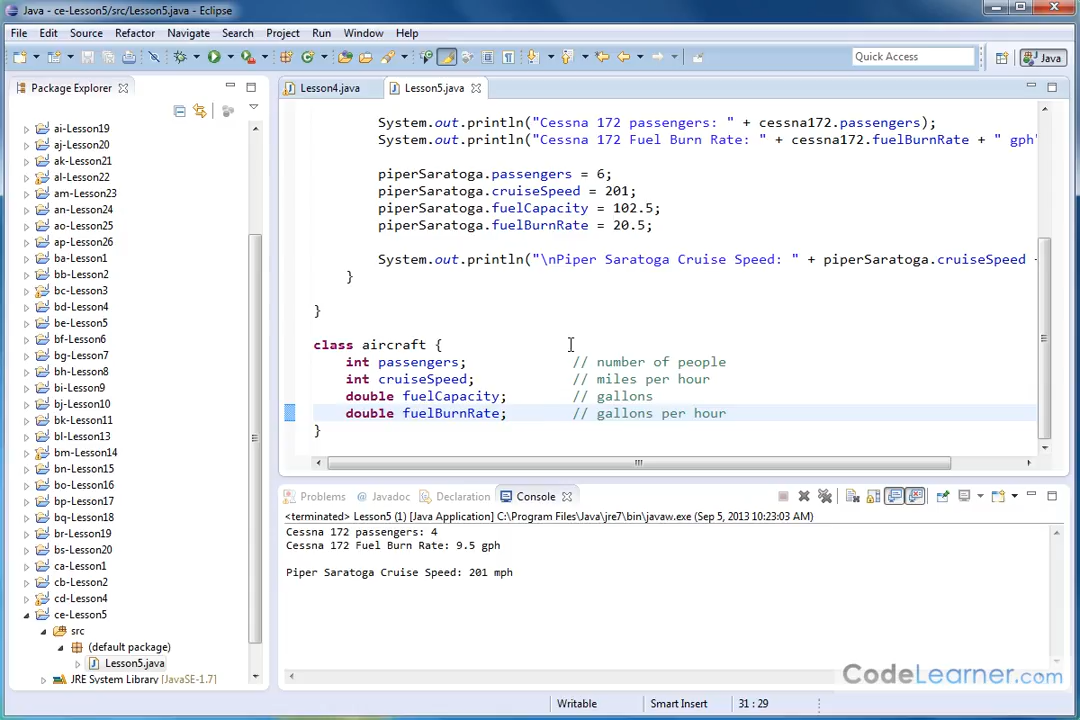 Java - ce-Lesson5/src/Lesson5.java - Eclipse
File Edit Source Refactor Navigate Search Project Run Window Help
Quick Access
Java
Package Explorer
Lesson4.java
Lesson5.java
ai-Lesson19
aj-Lesson20
ak-Lesson21
al-Lesson22
am-Lesson23
an-Lesson24
ao-Lesson25
ap-Lesson26
ba-Lesson1
bb-Lesson2
bc-Lesson3
bd-Lesson4
be-Lesson5
bf-Lesson6
bg-Lesson7
bh-Lesson8
bi-Lesson9
bj-Lesson10
bk-Lesson11
bl-Lesson13
bm-Lesson14
bn-Lesson15
bo-Lesson16
bp-Lesson17
bq-Lesson18
br-Lesson19
bs-Lesson20
ca-Lesson1
cb-Lesson2
cd-Lesson4
ce-Lesson5
src
(default package)
Lesson5.java
JRE System Library [JavaSE-1.7]
System.out.println("Cessna 172 passengers: " + cessna172.passengers);
System.out.println("Cessna 172 Fuel Burn Rate: " + cessna172.fuelBurnRate + " gph"
piperSaratoga.passengers = 6;
piperSaratoga.cruiseSpeed = 201;
piperSaratoga.fuelCapacity = 102.5;
piperSaratoga.fuelBurnRate = 20.5;
System.out.println("\nPiper Saratoga Cruise Speed: " + piperSaratoga.cruiseSpeed +
}
}
class aircraft {
int passengers; // number of people
int cruiseSpeed; // miles per hour
double fuelCapacity; // gallons
double fuelBurnRate; // gallons per hour
}
Problems @ Javadoc Declaration Console
<terminated> Lesson5 (1) [Java Application] C:\Program Files\Java\jre7\bin\javaw.exe (Sep 5, 2013 10:23:03 AM)
Cessna 172 passengers: 4
Cessna 172 Fuel Burn Rate: 9.5 gph
Piper Saratoga Cruise Speed: 201 mph
CodeLearner.com
Writable Smart Insert 31 : 29